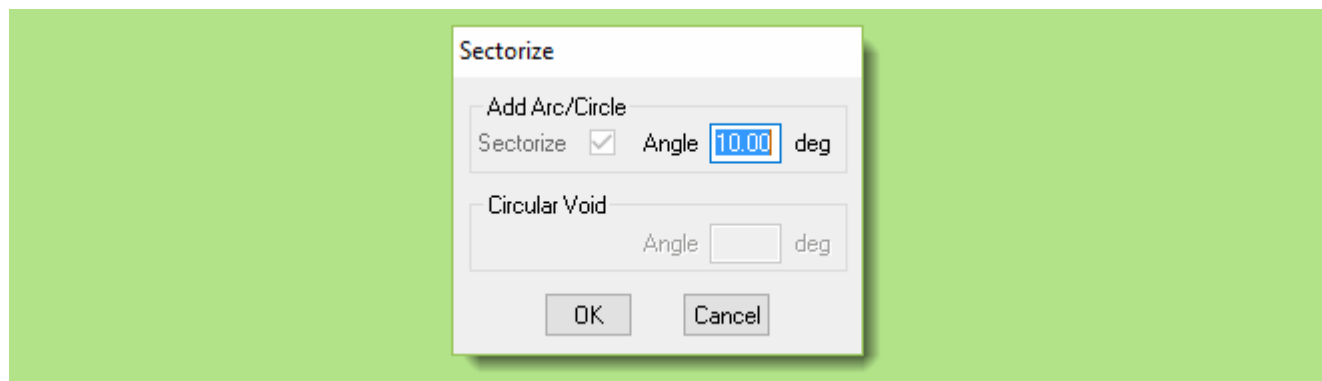 Sectorize
Add Arc/Circle
Sectorize Angle 10.00 deg
Circular Void
Angle deg
OK Cancel